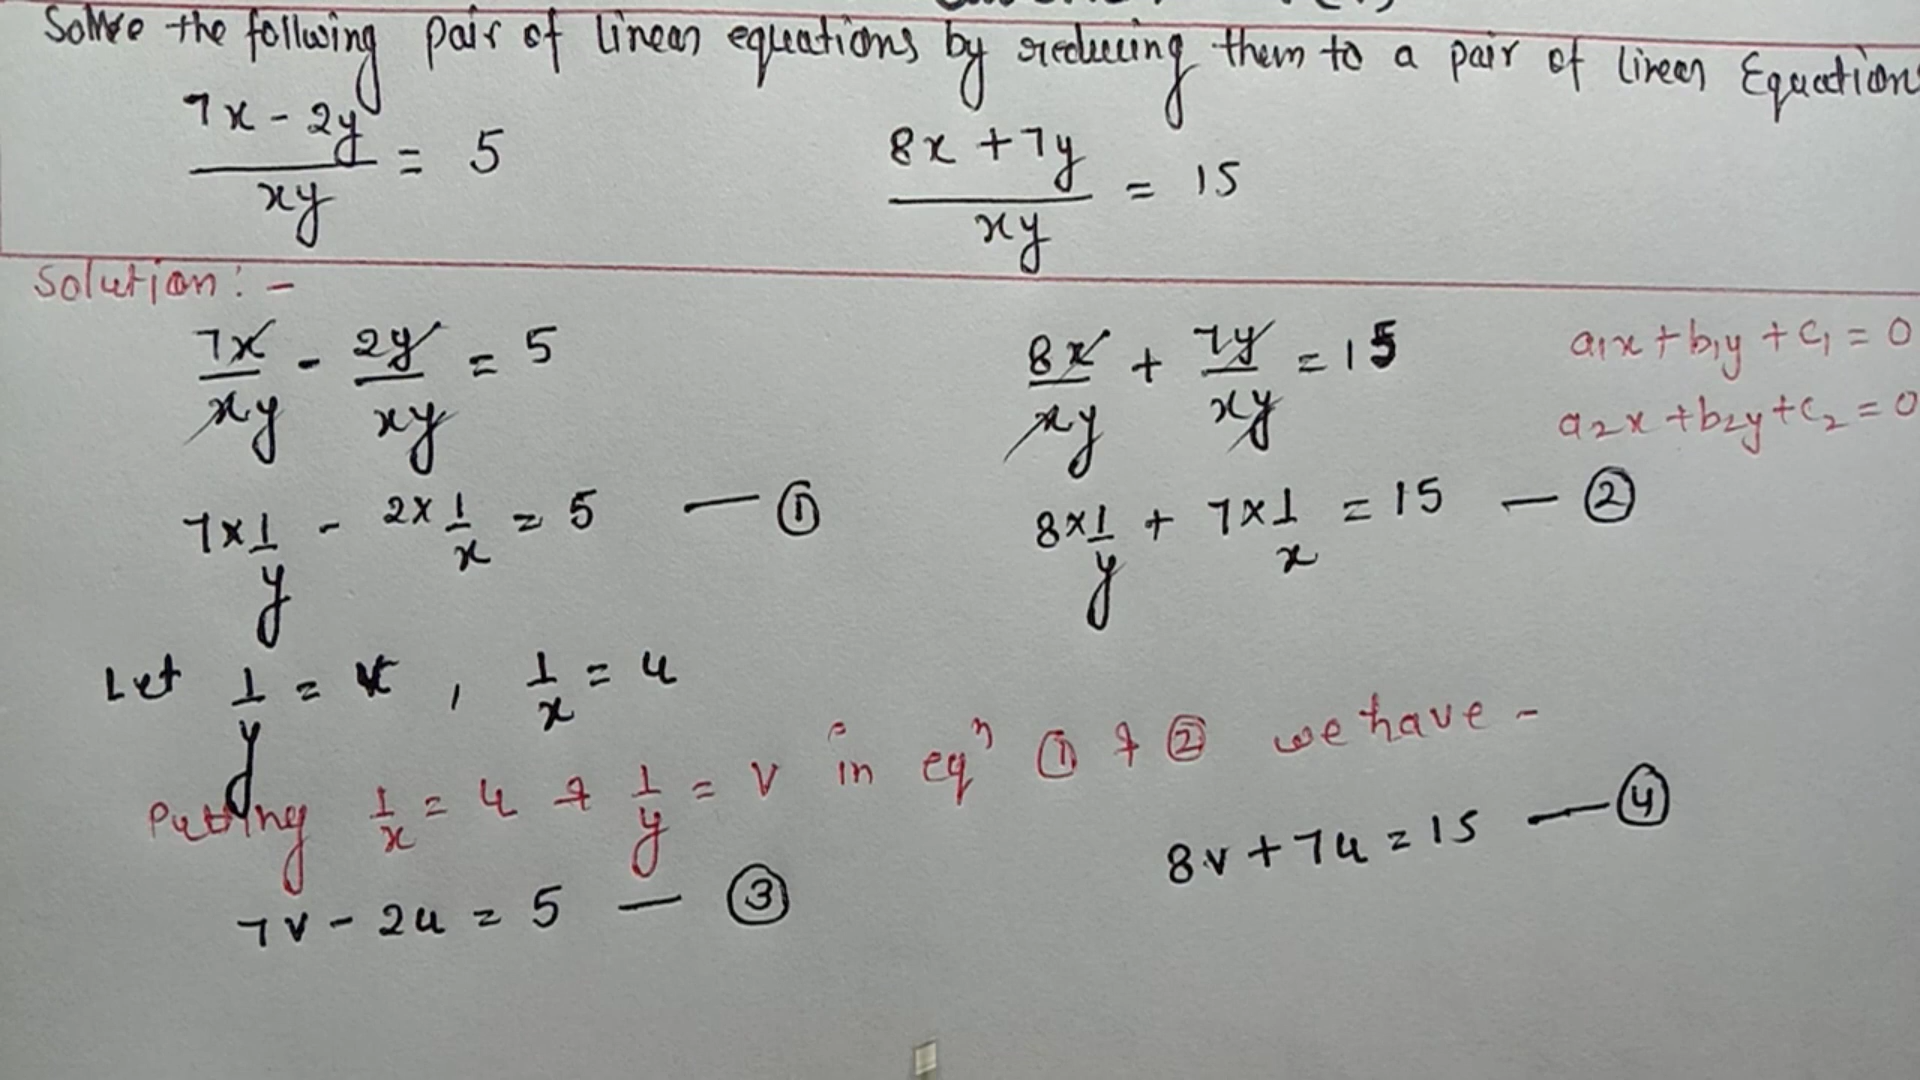 Solve the follwing pair of linear equations by reducing them to a pair of linear Equations
7x - 2y / xy = 5
8x + 7y / xy = 15
Solution: -
7x/xy - 2y/xy = 5
8x/xy + 7y/xy = 15
a1x + b1y + c1 = 0
a2x + b2y + c2 = 0
7 × 1/y - 2 × 1/x = 5 — ①
8 × 1/y + 7 × 1/x = 15 — ②
Let 1/y = v , 1/x = u
Putting 1/x = u & 1/y = v in eqn ① & ② we have -
7v - 2u = 5 — ③
8v + 7u = 15 — ④